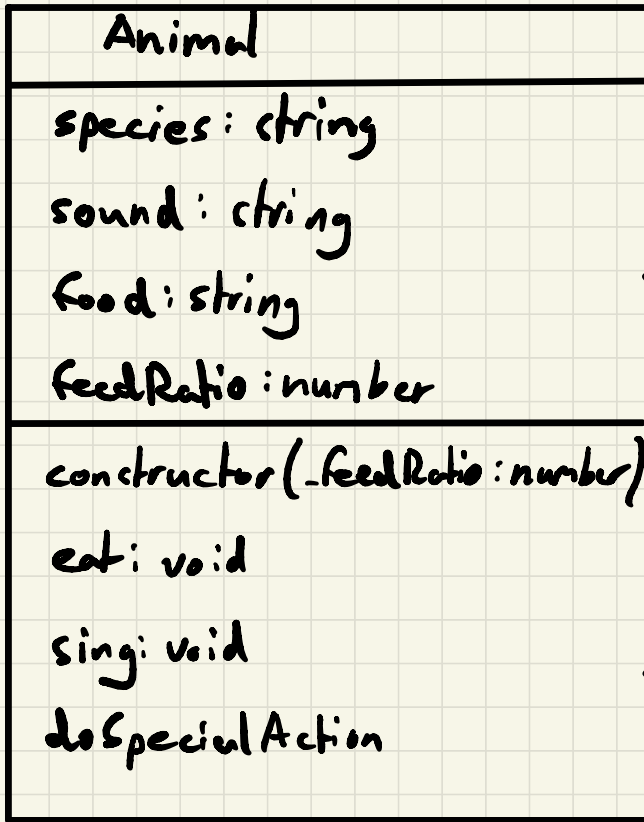 Animal
species: string
sound: string
food: string
feedRatio: number
constructor(_feedRatio: number)
eat: void
sing: void
doSpecialAction